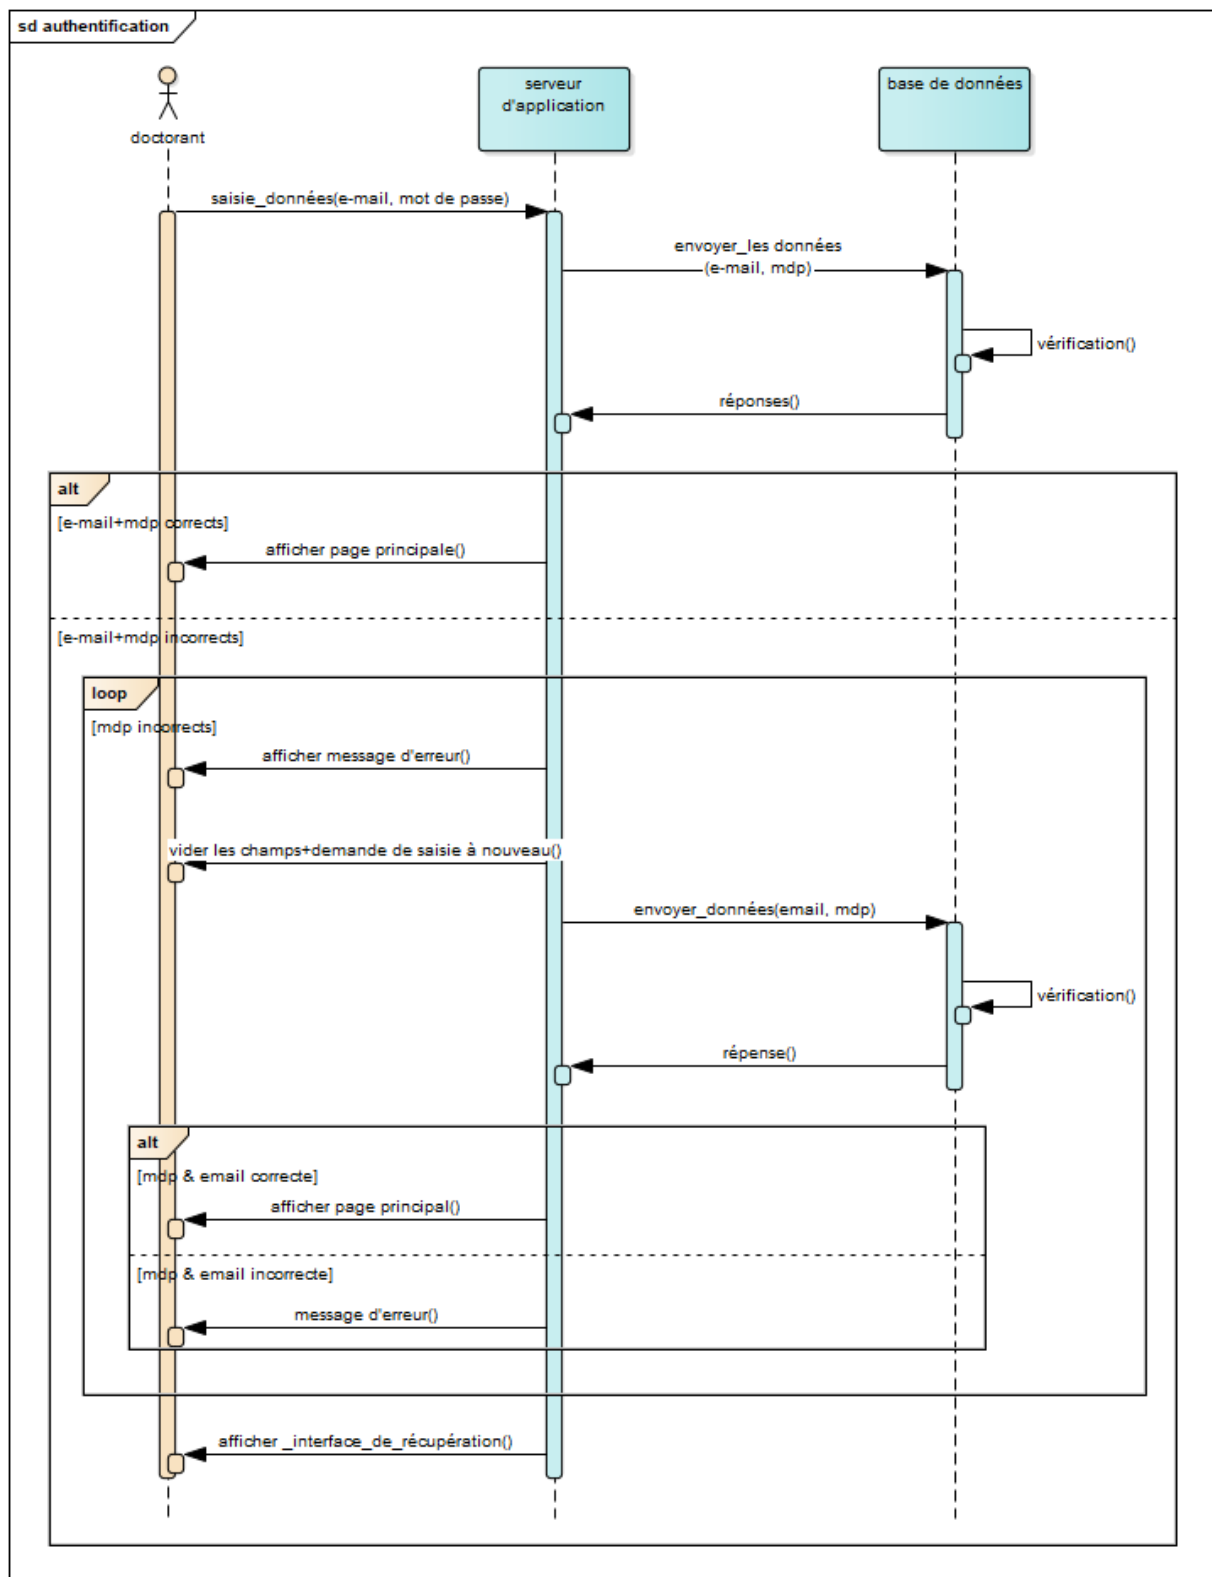 sd authentification
doctorant
serveur
d'application
base de données
saisie_données(e-mail, mot de passe)
envoyer_les données
(e-mail, mdp)
vérification()
réponses()
alt
[e-mail+mdp corrects]
afficher page principale()
[e-mail+mdp incorrects]
loop
[mdp incorrects]
afficher message d'erreur()
vider les champs+demande de saisie à nouveau()
envoyer_données(email, mdp)
vérification()
répense()
alt
[mdp & email correcte]
afficher page principal()
[mdp & email incorrecte]
message d'erreur()
afficher _interface_de_récupération()